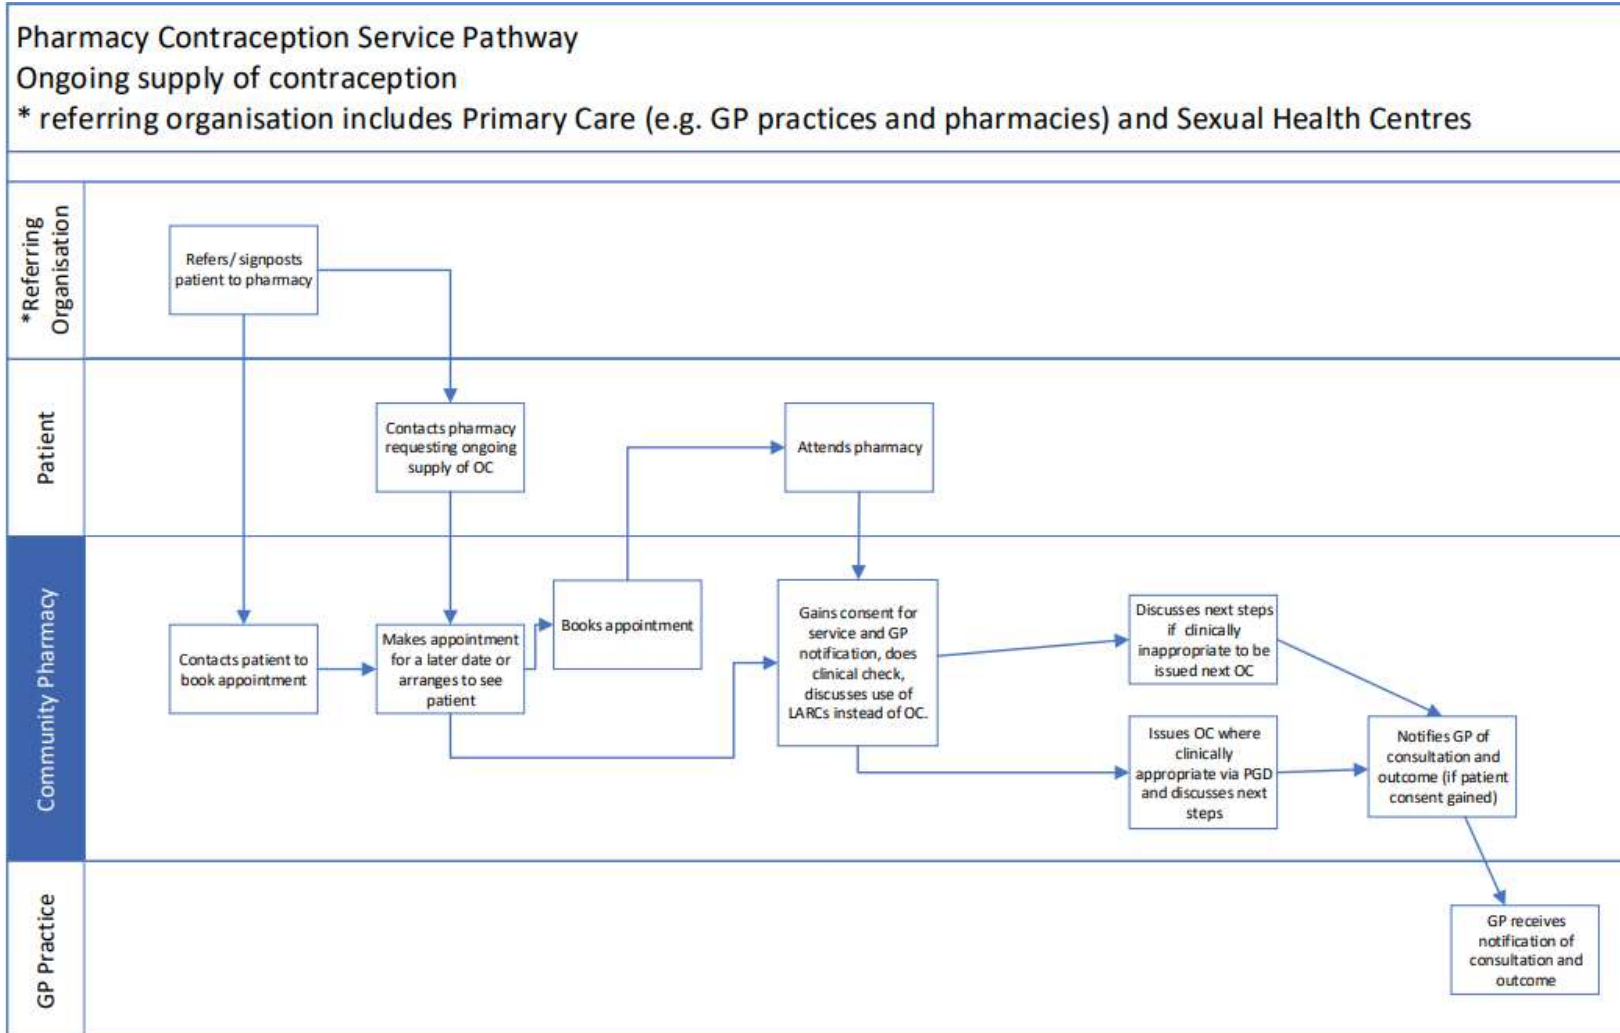 Pharmacy Contraception Service Pathway
Ongoing supply of contraception
* referring organisation includes Primary Care (e.g. GP practices and pharmacies) and Sexual Health Centres
*Referring
Organisation
Refers/ signposts
patient to pharmacy
Patient
Contacts pharmacy
requesting ongoing
supply of OC
Attends pharmacy
Community Pharmacy
Contacts patient to
book appointment
Makes appointment
for a later date or
arranges to see
patient
Books appointment
Gains consent for
service and GP
notification, does
clinical check,
discusses use of
LARCs instead of OC.
Discusses next steps
if clinically
inappropriate to be
issued next OC
Issues OC where
clinically
appropriate via PGD
and discusses next
steps
Notifies GP of
consultation and
outcome (if patient
consent gained)
GP Practice
GP receives
notification of
consultation and
outcome